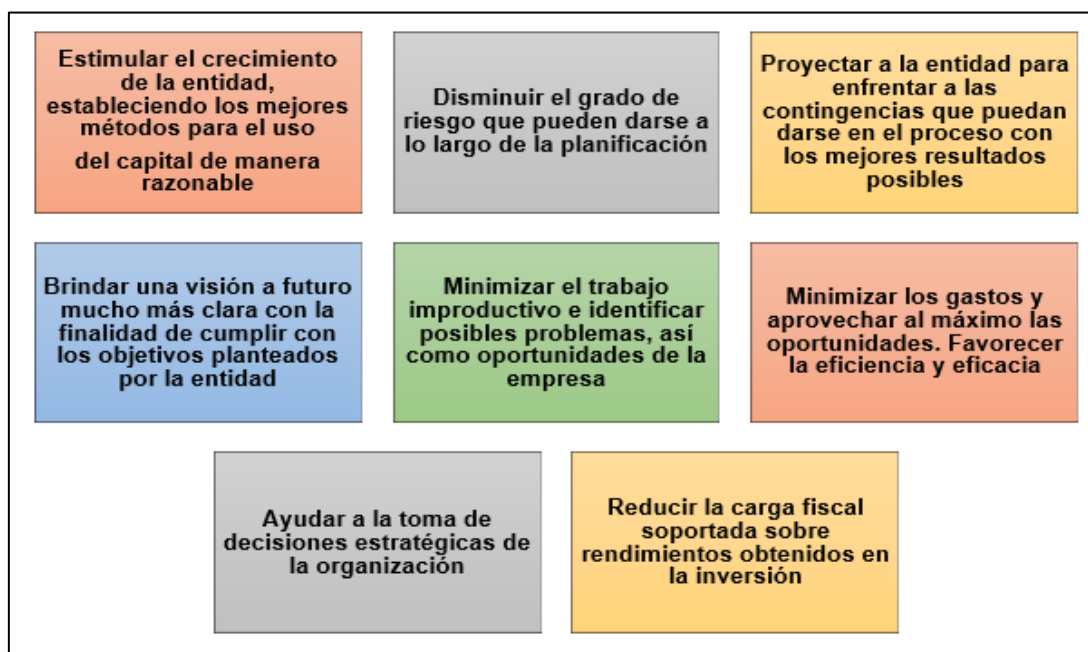 Estimular el crecimiento
de la entidad,
estableciendo los mejores
métodos para el uso
del capital de manera
razonable
Disminuir el grado de
riesgo que pueden darse a
lo largo de la planificación
Proyectar a la entidad para
enfrentar a las
contingencias que puedan
darse en el proceso con
los mejores resultados
posibles
Brindar una visión a futuro
mucho más clara con la
finalidad de cumplir con
los objetivos planteados
por la entidad
Minimizar el trabajo
improductivo e identificar
posibles problemas, así
como oportunidades de la
empresa
Minimizar los gastos y
aprovechar al máximo las
oportunidades. Favorecer
la eficiencia y eficacia
Ayudar a la toma de
decisiones estratégicas de
la organización
Reducir la carga fiscal
soportada sobre
rendimientos obtenidos en
la inversión